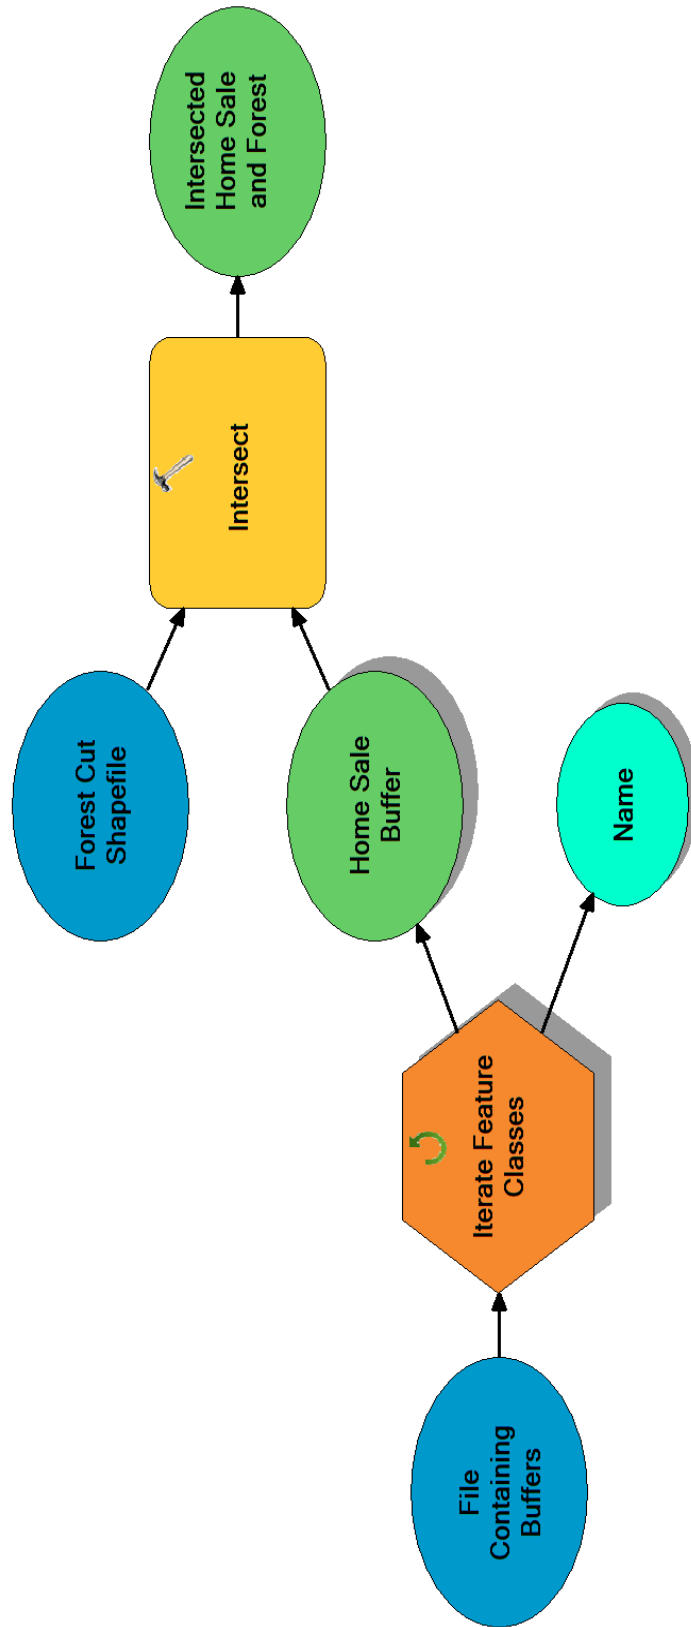 File
Containing
Buffers
Iterate Feature
Classes
Forest Cut
Shapefile
Home Sale
Buffer
Name
Intersect
Intersected
Home Sale
and Forest